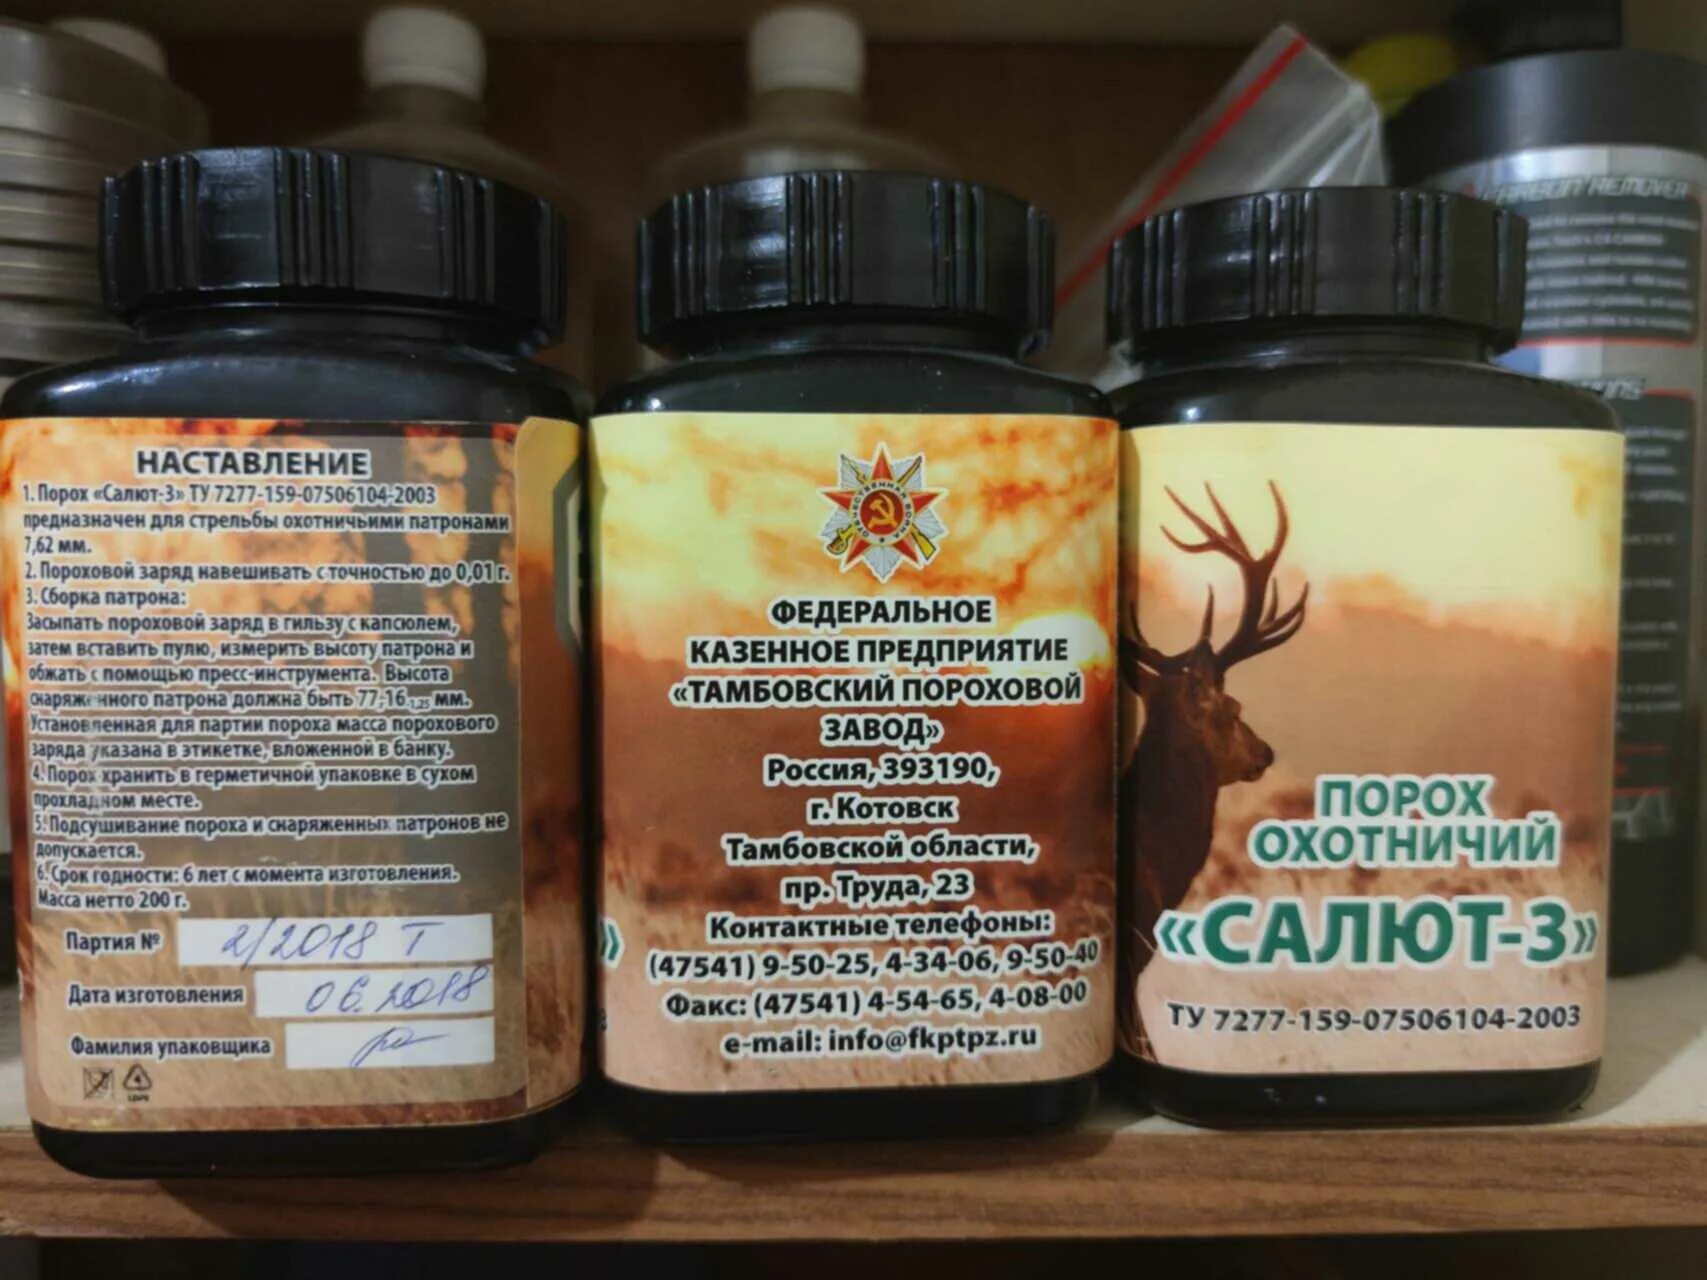 НАСТАВЛЕНИЕ
1. Порох «Салют-3» ТУ 7277-159-07506104-2003
предназначен для стрельбы охотничьими патронами
7,62 мм.
2. Пороховой заряд навешивать с точностью до 0,01 г.
3. Сборка патрона:
Засыпать пороховой заряд в гильзу с капсюлем,
затем вставить пулю, измерить высоту патрона и
обжать с помощью пресс-инструмента. Высота
снаряженного патрона должна быть 77,16-1,25 мм.
Установленная для партии пороха масса порохового
заряда указана в этикетке, вложенной в банку.
4. Порох хранить в герметичной упаковке в сухом
прохладном месте.
5. Подсушивание пороха и снаряженных патронов не
допускается.
6. Срок годности: 6 лет с момента изготовления.
Масса нетто 200 г.
Партия № 2/2018 Т
Дата изготовления 06.2018
Фамилия упаковщика
ОТЕЧЕСТВЕННАЯ ВОЙНА
ФЕДЕРАЛЬНОЕ
КАЗЕННОЕ ПРЕДПРИЯТИЕ
«ТАМБОВСКИЙ ПОРОХОВОЙ
ЗАВОД»
Россия, 393190,
г. Котовск
Тамбовской области,
пр. Труда, 23
Контактные телефоны:
(47541) 9-50-25, 4-34-06, 9-50-40
Факс: (47541) 4-54-65, 4-08-00
e-mail: info@fkptpz.ru
ПОРОХ
ОХОТНИЧИЙ
«САЛЮТ-3»
ТУ 7277-159-07506104-2003
CARBON REMOVER